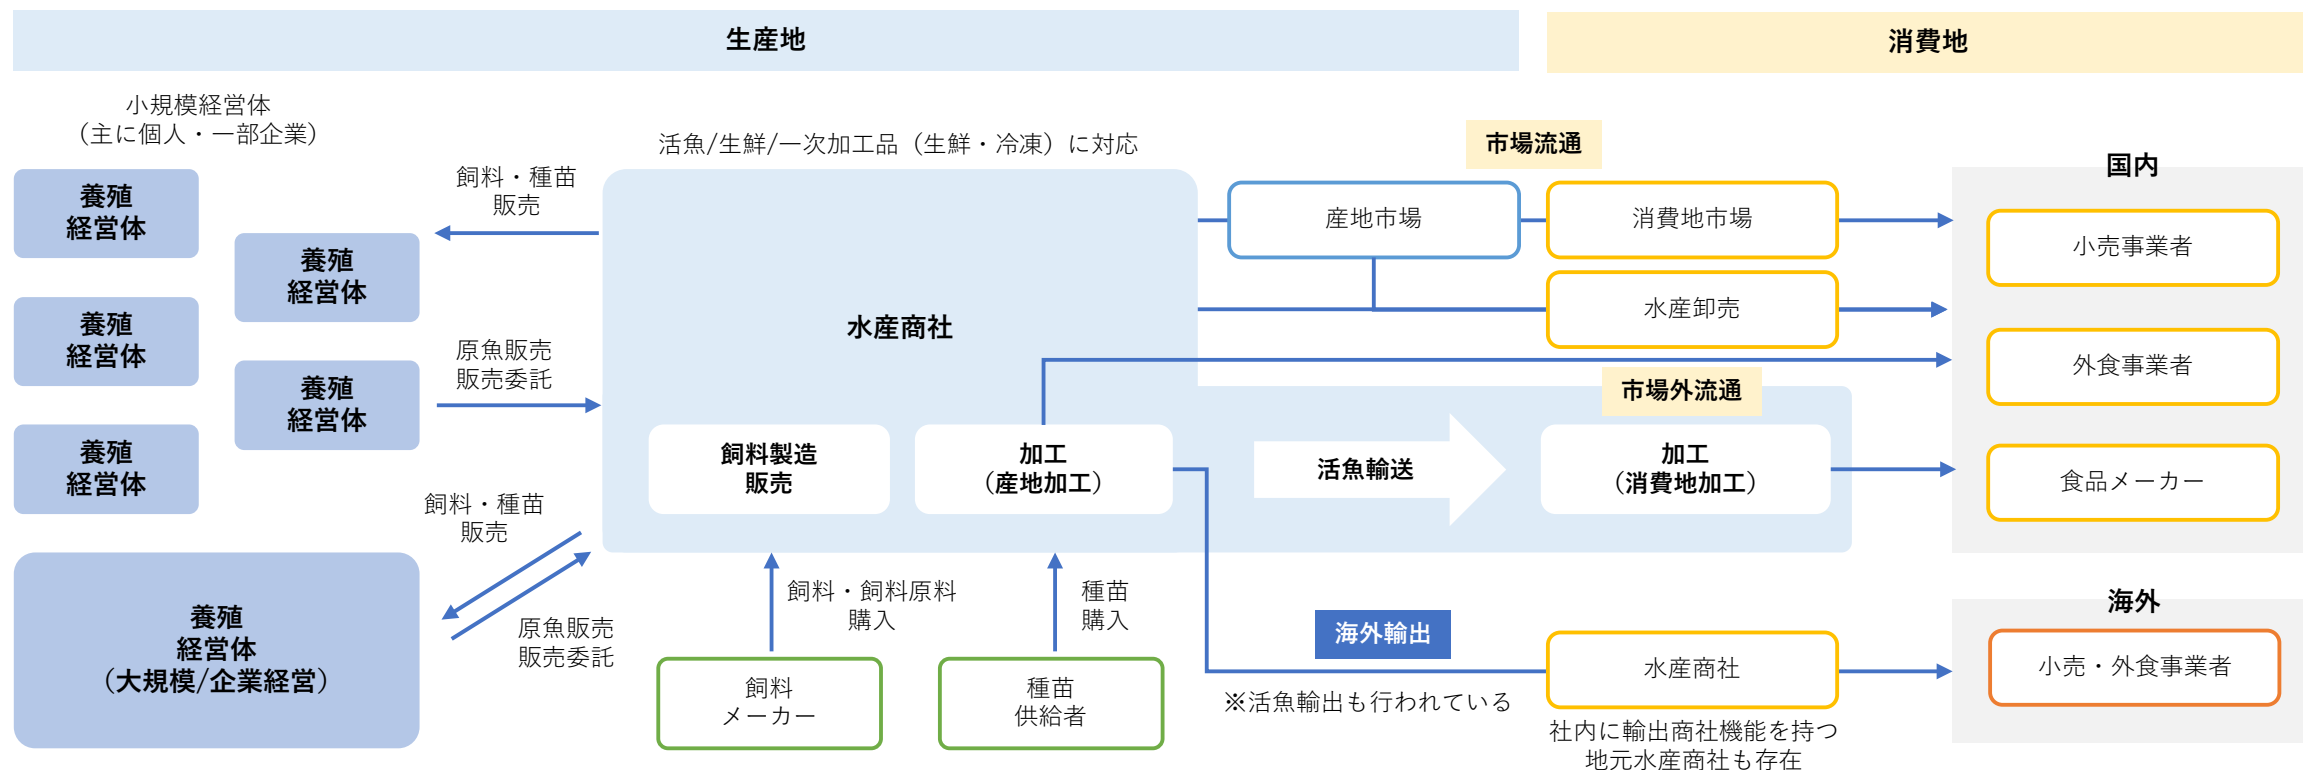 生産地
消費地
小規模経営体
（主に個人・一部企業）
養殖
経営体
養殖
経営体
養殖
経営体
養殖
経営体
養殖
経営体
養殖
経営体
（大規模/企業経営）
飼料・種苗
販売
原魚販売
販売委託
飼料・種苗
販売
原魚販売
販売委託
活魚/生鮮/一次加工品（生鮮・冷凍）に対応
水産商社
飼料製造
販売
加工
（産地加工）
活魚輸送
市場外流通
加工
（消費地加工）
飼料・飼料原料
購入
種苗
購入
飼料
メーカー
種苗
供給者
市場流通
産地市場
消費地市場
水産卸売
海外輸出
※活魚輸出も行われている
水産商社
社内に輸出商社機能を持つ
地元水産商社も存在
国内
小売事業者
外食事業者
食品メーカー
海外
小売・外食事業者